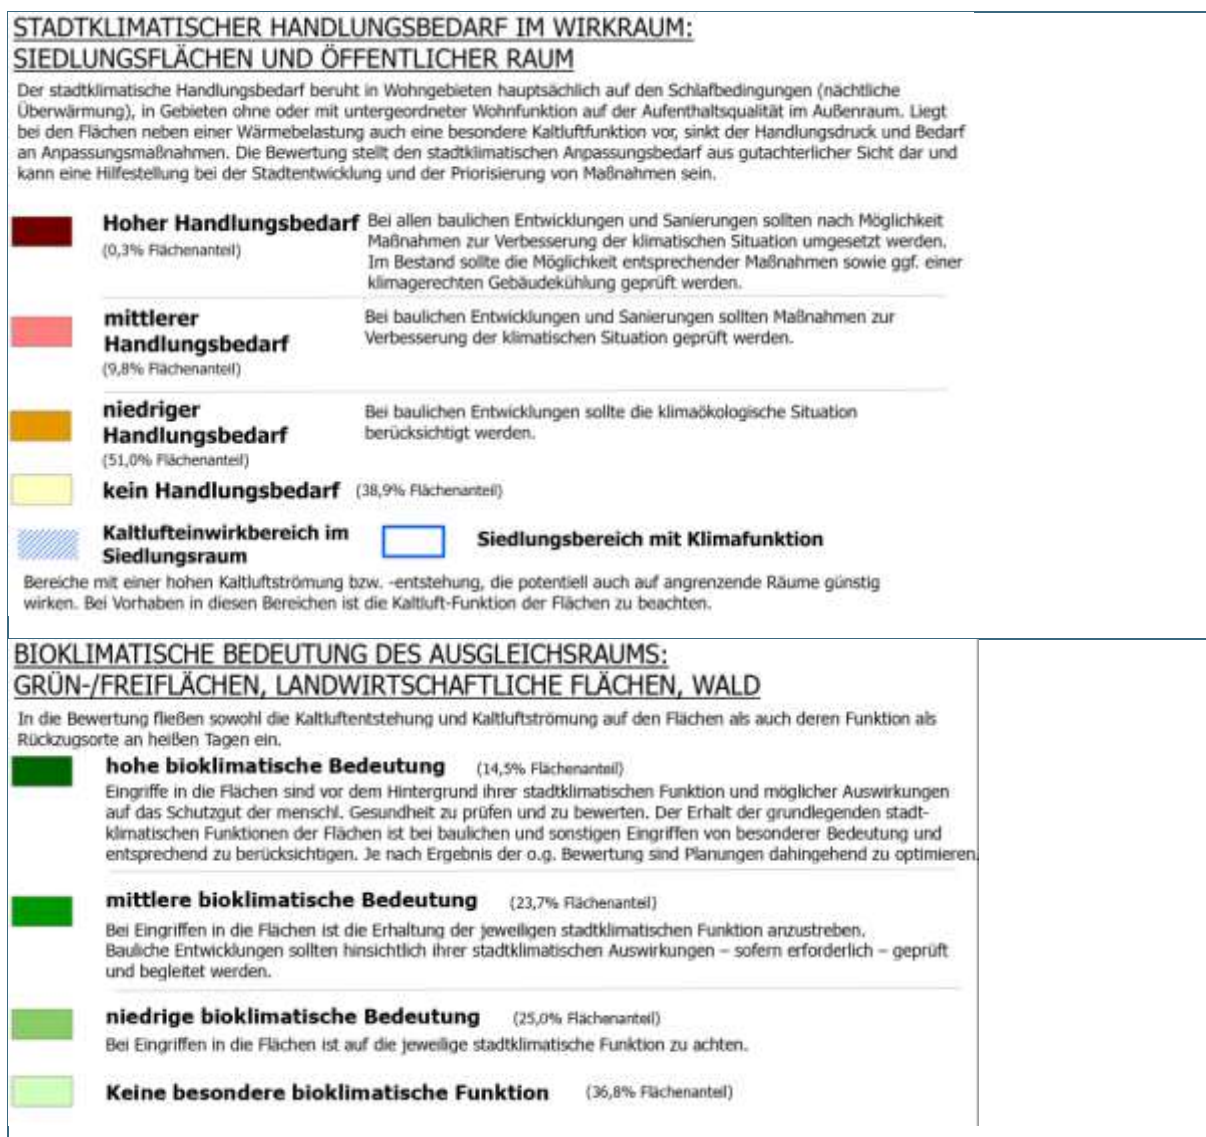 STADTKLIMATISCHER HANDLUNGSBEDARF IM WIRKRAUM:
SIEDLUNGSFLÄCHEN UND ÖFFENTLICHER RAUM
Der stadtklimatische Handlungsbedarf beruht in Wohngebieten hauptsächlich auf den Schlafbedingungen (nächtliche
Überwärmung), in Gebieten ohne oder mit untergeordneter Wohnfunktion auf der Aufenthaltsqualität im Außenraum. Liegt
bei den Flächen neben einer Wärmebelastung auch eine besondere Kaltluftfunktion vor, sinkt der Handlungsdruck und Bedarf
an Anpassungsmaßnahmen. Die Bewertung stellt den stadtklimatischen Anpassungsbedarf aus gutachterlicher Sicht dar und
kann eine Hilfestellung bei der Stadtentwicklung und der Priorisierung von Maßnahmen sein.
Hoher Handlungsbedarf
(0,3% Flächenanteil)
Bei allen baulichen Entwicklungen und Sanierungen sollten nach Möglichkeit
Maßnahmen zur Verbesserung der klimatischen Situation umgesetzt werden.
Im Bestand sollte die Möglichkeit entsprechender Maßnahmen sowie ggf. einer
klimagerechten Gebäudekühlung geprüft werden.
mittlerer
Handlungsbedarf
(9,8% Flächenanteil)
Bei baulichen Entwicklungen und Sanierungen sollten Maßnahmen zur
Verbesserung der klimatischen Situation geprüft werden.
niedriger
Handlungsbedarf
(51,0% Flächenanteil)
Bei baulichen Entwicklungen sollte die klimaökologische Situation
berücksichtigt werden.
kein Handlungsbedarf (38,9% Flächenanteil)
Kaltlufteinwirkbereich im
Siedlungsraum
Siedlungsbereich mit Klimafunktion
Bereiche mit einer hohen Kaltluftströmung bzw. -entstehung, die potentiell auch auf angrenzende Räume günstig
wirken. Bei Vorhaben in diesen Bereichen ist die Kaltluft-Funktion der Flächen zu beachten.
BIOKLIMATISCHE BEDEUTUNG DES AUSGLEICHSRAUMS:
GRÜN-/FREIFLÄCHEN, LANDWIRTSCHAFTLICHE FLÄCHEN, WALD
In die Bewertung fließen sowohl die Kaltluftentstehung und Kaltluftströmung auf den Flächen als auch deren Funktion als
Rückzugsorte an heißen Tagen ein.
hohe bioklimatische Bedeutung (14,5% Flächenanteil)
Eingriffe in die Flächen sind vor dem Hintergrund ihrer stadtklimatischen Funktion und möglicher Auswirkungen
auf das Schutzgut der menschl. Gesundheit zu prüfen und zu bewerten. Der Erhalt der grundlegenden stadt-
klimatischen Funktionen der Flächen ist bei baulichen und sonstigen Eingriffen von besonderer Bedeutung und
entsprechend zu berücksichtigen. Je nach Ergebnis der o.g. Bewertung sind Planungen dahingehend zu optimieren.
mittlere bioklimatische Bedeutung (23,7% Flächenanteil)
Bei Eingriffen in die Flächen ist die Erhaltung der jeweiligen stadtklimatischen Funktion anzustreben.
Bauliche Entwicklungen sollten hinsichtlich ihrer stadtklimatischen Auswirkungen – sofern erforderlich – geprüft
und begleitet werden.
niedrige bioklimatische Bedeutung (25,0% Flächenanteil)
Bei Eingriffen in die Flächen ist auf die jeweilige stadtklimatische Funktion zu achten.
Keine besondere bioklimatische Funktion (36,8% Flächenanteil)